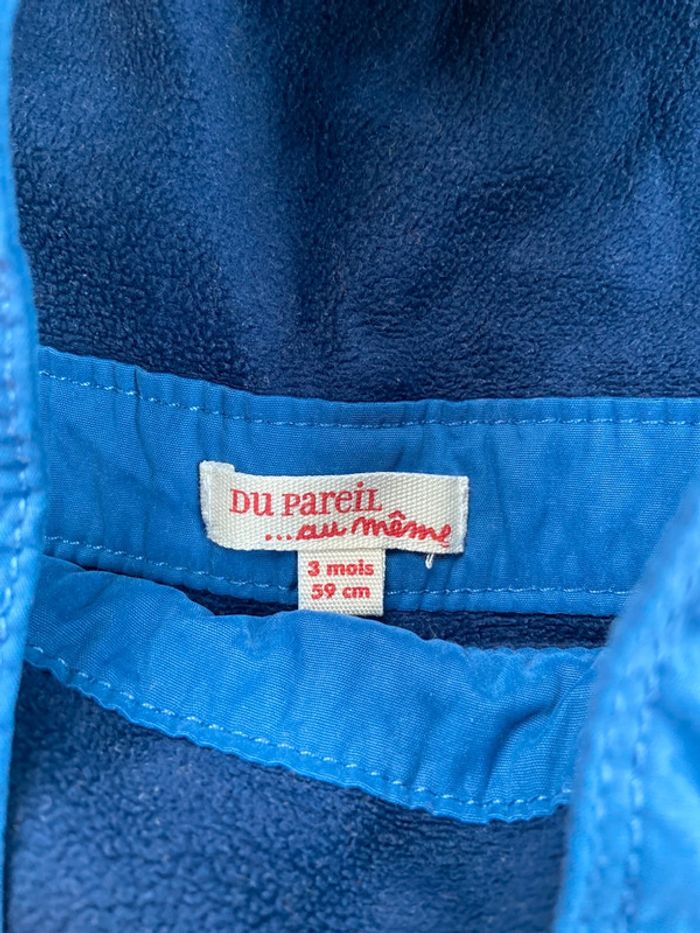 DU PareiL
...au même
3 mois
59 cm